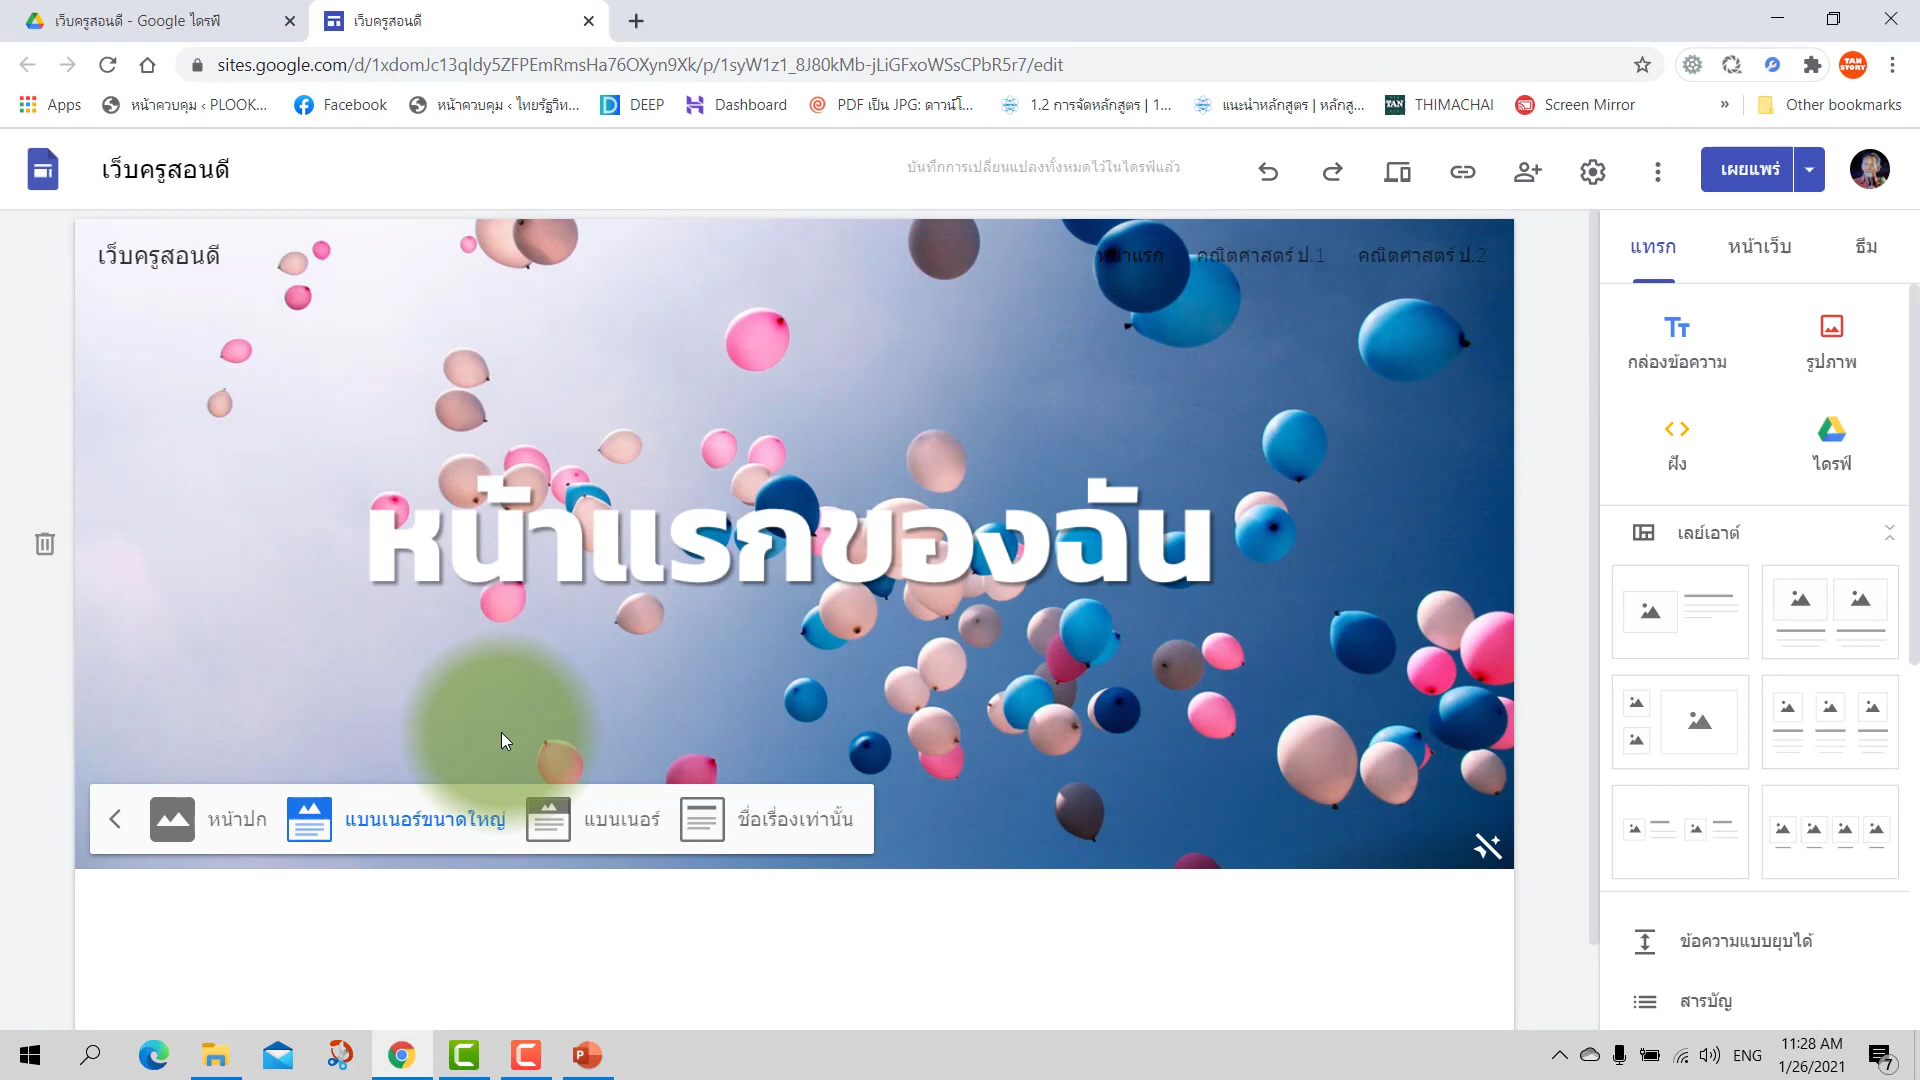 เว็บครูสอนดี - Google ไดรฟ์
เว็บครูสอนดี
sites.google.com/d/1xdomJc13qIdy5ZFPEmRmsHa76OXyn9Xk/p/1syW1z1_8J80kMb-jLiGFxoWSsCPbR5r7/edit
TAN STORY
Apps
หน้าควบคุม ‹ PLOOK...
Facebook
หน้าควบคุม ‹ ไทยรัฐวิท...
DEEP
Dashboard
PDF เป็น JPG: ดาวน์โ...
1.2 การจัดหลักสูตร | 1...
แนะนำหลักสูตร | หลักสู...
TAN
THIMACHAI
Screen Mirror
»
Other bookmarks
เว็บครูสอนดี
บันทึกการเปลี่ยนแปลงทั้งหมดไว้ในไดรฟ์แล้ว
เผยแพร่
เว็บครูสอนดี
หน้าแรก
คณิตศาสตร์ ป.1
คณิตศาสตร์ ป.2
แทรก
หน้าเว็บ
ธีม
กล่องข้อความ
รูปภาพ
ฝัง
ไดรฟ์
หน้าแรกของฉัน
เลย์เอาต์
หน้าปก
แบนเนอร์ขนาดใหญ่
แบนเนอร์
ชื่อเรื่องเท่านั้น
ข้อความแบบยุบได้
สารบัญ
ENG
11:28 AM
1/26/2021
7